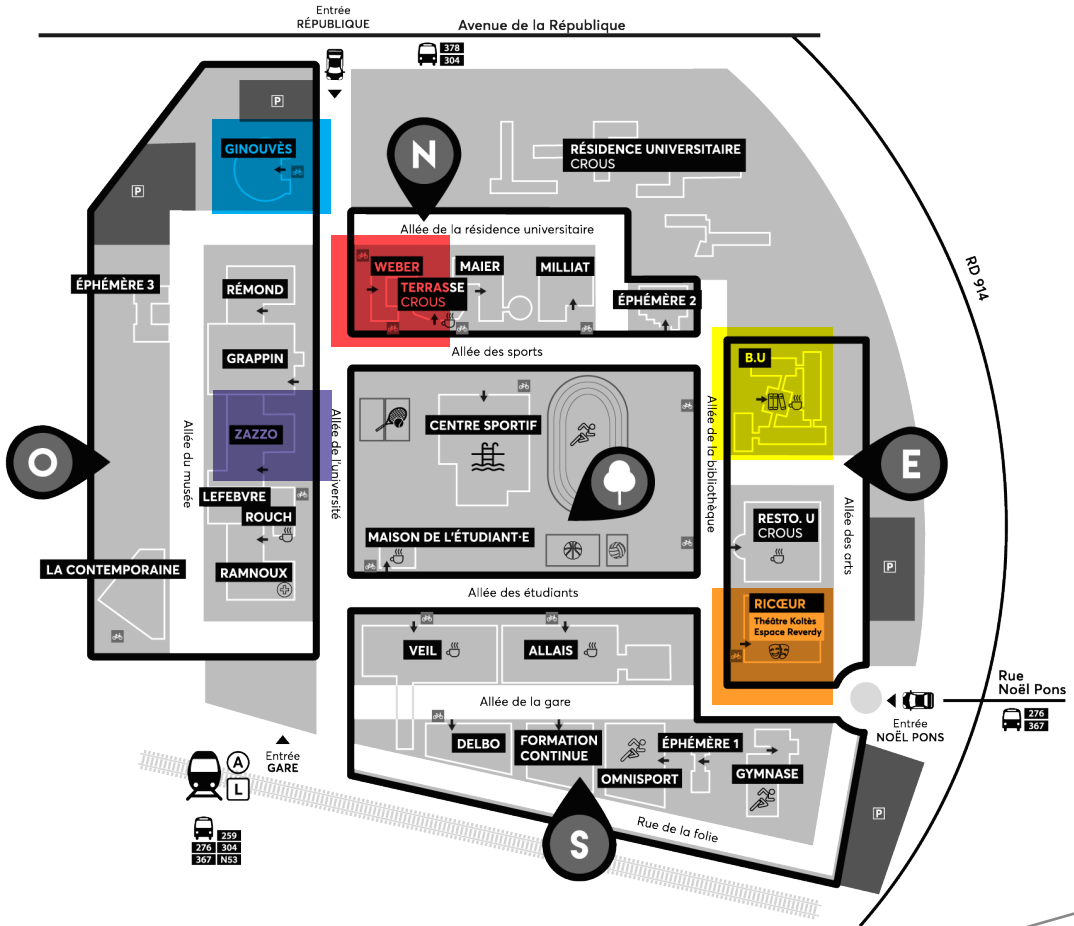 Entrée
RÉPUBLIQUE
Avenue de la République
378
304
P
GINOUVÈS
N
RÉSIDENCE UNIVERSITAIRE
CROUS
P
Allée de la résidence universitaire
RD 914
WEBER
MAIER
MILLIAT
ÉPHÉMÈRE 3
RÉMOND
TERRASSE
CROUS
ÉPHÉMÈRE 2
Allée des sports
GRAPPIN
B.U
Allée du musée
ZAZZO
Allée de l'université
CENTRE SPORTIF
Allée de la bibliothèque
O
E
LEFEBVRE
ROUCH
RESTO. U
CROUS
Allée des arts
MAISON DE L'ÉTUDIANT·E
LA CONTEMPORAINE
RAMNOUX
P
Allée des étudiants
RICŒUR
Théâtre Koltès
Espace Reverdy
VEIL
ALLAIS
Rue
Noël Pons
276
367
Entrée
NOËL PONS
Allée de la gare
DELBO
FORMATION
CONTINUE
ÉPHÉMÈRE 1
OMNISPORT
GYMNASE
Entrée
GARE
A
L
259
276 304
367 N53
Rue de la folie
P
S